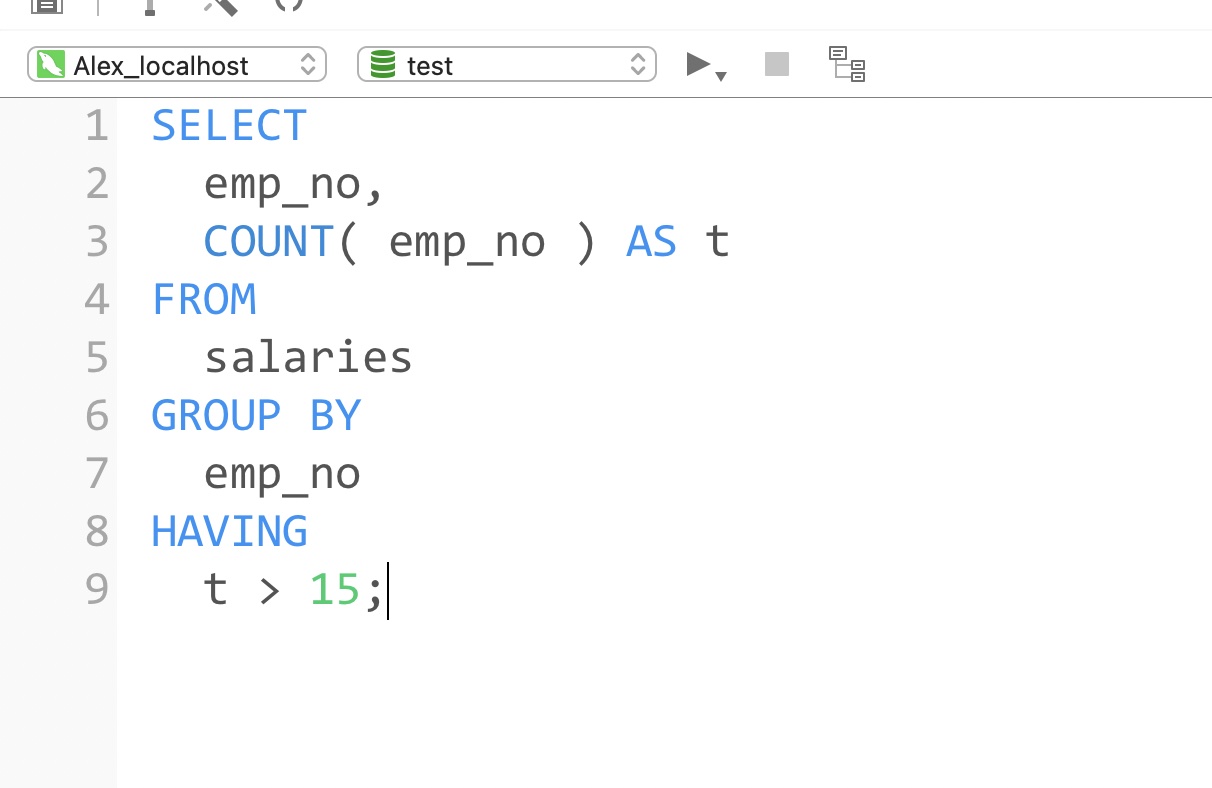 Alex_localhost test
1 SELECT
2 emp_no,
3 COUNT( emp_no ) AS t
4 FROM
5 salaries
6 GROUP BY
7 emp_no
8 HAVING
9 t > 15;